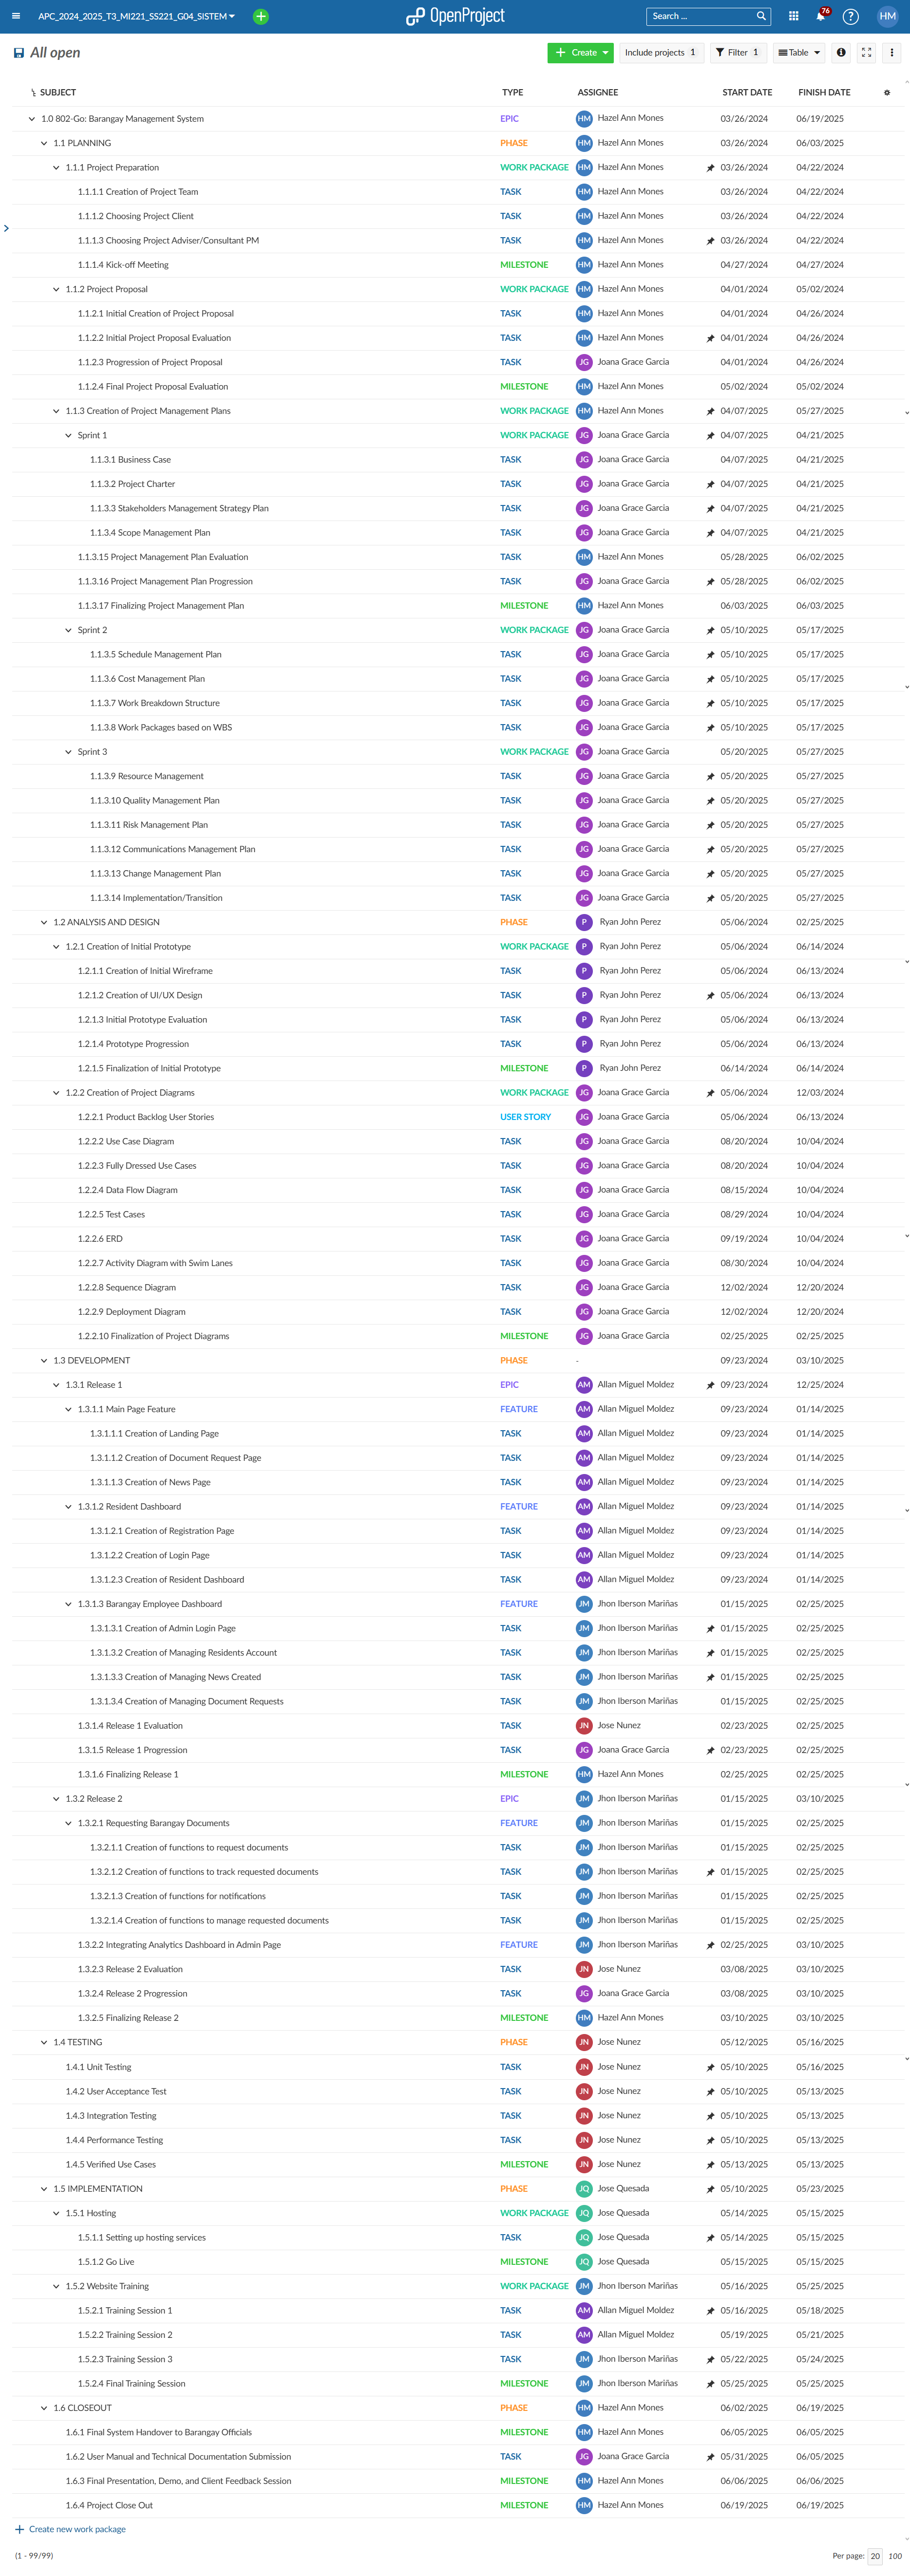 APC_2024_2025_T3_MI221_SS221_G04_SISTEM OpenProject Search ... 76 ? HM
All open Create Include projects 1 Filter 1 Table
SUBJECT TYPE ASSIGNEE START DATE FINISH DATE
1.0 802-Go: Barangay Management System EPIC HM Hazel Ann Mones 03/26/2024 06/19/2025
1.1 PLANNING PHASE HM Hazel Ann Mones 03/26/2024 06/03/2025
1.1.1 Project Preparation WORK PACKAGE HM Hazel Ann Mones 03/26/2024 04/22/2024
1.1.1.1 Creation of Project Team TASK HM Hazel Ann Mones 03/26/2024 04/22/2024
1.1.1.2 Choosing Project Client TASK HM Hazel Ann Mones 03/26/2024 04/22/2024
1.1.1.3 Choosing Project Adviser/Consultant PM TASK HM Hazel Ann Mones 03/26/2024 04/22/2024
1.1.1.4 Kick-off Meeting MILESTONE HM Hazel Ann Mones 04/27/2024 04/27/2024
1.1.2 Project Proposal WORK PACKAGE HM Hazel Ann Mones 04/01/2024 05/02/2024
1.1.2.1 Initial Creation of Project Proposal TASK HM Hazel Ann Mones 04/01/2024 04/26/2024
1.1.2.2 Initial Project Proposal Evaluation TASK HM Hazel Ann Mones 04/01/2024 04/26/2024
1.1.2.3 Progression of Project Proposal TASK JG Joana Grace Garcia 04/01/2024 04/26/2024
1.1.2.4 Final Project Proposal Evaluation MILESTONE HM Hazel Ann Mones 05/02/2024 05/02/2024
1.1.3 Creation of Project Management Plans WORK PACKAGE HM Hazel Ann Mones 04/07/2025 05/27/2025
Sprint 1 WORK PACKAGE JG Joana Grace Garcia 04/07/2025 04/21/2025
1.1.3.1 Business Case TASK JG Joana Grace Garcia 04/07/2025 04/21/2025
1.1.3.2 Project Charter TASK JG Joana Grace Garcia 04/07/2025 04/21/2025
1.1.3.3 Stakeholders Management Strategy Plan TASK JG Joana Grace Garcia 04/07/2025 04/21/2025
1.1.3.4 Scope Management Plan TASK JG Joana Grace Garcia 04/07/2025 04/21/2025
1.1.3.15 Project Management Plan Evaluation TASK HM Hazel Ann Mones 05/28/2025 06/02/2025
1.1.3.16 Project Management Plan Progression TASK JG Joana Grace Garcia 05/28/2025 06/02/2025
1.1.3.17 Finalizing Project Management Plan MILESTONE HM Hazel Ann Mones 06/03/2025 06/03/2025
Sprint 2 WORK PACKAGE JG Joana Grace Garcia 05/10/2025 05/17/2025
1.1.3.5 Schedule Management Plan TASK JG Joana Grace Garcia 05/10/2025 05/17/2025
1.1.3.6 Cost Management Plan TASK JG Joana Grace Garcia 05/10/2025 05/17/2025
1.1.3.7 Work Breakdown Structure TASK JG Joana Grace Garcia 05/10/2025 05/17/2025
1.1.3.8 Work Packages based on WBS TASK JG Joana Grace Garcia 05/10/2025 05/17/2025
Sprint 3 WORK PACKAGE JG Joana Grace Garcia 05/20/2025 05/27/2025
1.1.3.9 Resource Management TASK JG Joana Grace Garcia 05/20/2025 05/27/2025
1.1.3.10 Quality Management Plan TASK JG Joana Grace Garcia 05/20/2025 05/27/2025
1.1.3.11 Risk Management Plan TASK JG Joana Grace Garcia 05/20/2025 05/27/2025
1.1.3.12 Communications Management Plan TASK JG Joana Grace Garcia 05/20/2025 05/27/2025
1.1.3.13 Change Management Plan TASK JG Joana Grace Garcia 05/20/2025 05/27/2025
1.1.3.14 Implementation/Transition TASK JG Joana Grace Garcia 05/20/2025 05/27/2025
1.2 ANALYSIS AND DESIGN PHASE P Ryan John Perez 05/06/2024 02/25/2025
1.2.1 Creation of Initial Prototype WORK PACKAGE P Ryan John Perez 05/06/2024 06/14/2024
1.2.1.1 Creation of Initial Wireframe TASK P Ryan John Perez 05/06/2024 06/13/2024
1.2.1.2 Creation of UI/UX Design TASK P Ryan John Perez 05/06/2024 06/13/2024
1.2.1.3 Initial Prototype Evaluation TASK P Ryan John Perez 05/06/2024 06/13/2024
1.2.1.4 Prototype Progression TASK P Ryan John Perez 05/06/2024 06/13/2024
1.2.1.5 Finalization of Initial Prototype MILESTONE P Ryan John Perez 06/14/2024 06/14/2024
1.2.2 Creation of Project Diagrams WORK PACKAGE JG Joana Grace Garcia 05/06/2024 12/03/2024
1.2.2.1 Product Backlog User Stories USER STORY JG Joana Grace Garcia 05/06/2024 06/13/2024
1.2.2.2 Use Case Diagram TASK JG Joana Grace Garcia 08/20/2024 10/04/2024
1.2.2.3 Fully Dressed Use Cases TASK JG Joana Grace Garcia 08/20/2024 10/04/2024
1.2.2.4 Data Flow Diagram TASK JG Joana Grace Garcia 08/15/2024 10/04/2024
1.2.2.5 Test Cases TASK JG Joana Grace Garcia 08/29/2024 10/04/2024
1.2.2.6 ERD TASK JG Joana Grace Garcia 09/19/2024 10/04/2024
1.2.2.7 Activity Diagram with Swim Lanes TASK JG Joana Grace Garcia 08/30/2024 10/04/2024
1.2.2.8 Sequence Diagram TASK JG Joana Grace Garcia 12/02/2024 12/20/2024
1.2.2.9 Deployment Diagram TASK JG Joana Grace Garcia 12/02/2024 12/20/2024
1.2.2.10 Finalization of Project Diagrams MILESTONE JG Joana Grace Garcia 02/25/2025 02/25/2025
1.3 DEVELOPMENT PHASE - 09/23/2024 03/10/2025
1.3.1 Release 1 EPIC AM Allan Miguel Moldez 09/23/2024 12/25/2024
1.3.1.1 Main Page Feature FEATURE AM Allan Miguel Moldez 09/23/2024 01/14/2025
1.3.1.1.1 Creation of Landing Page TASK AM Allan Miguel Moldez 09/23/2024 01/14/2025
1.3.1.1.2 Creation of Document Request Page TASK AM Allan Miguel Moldez 09/23/2024 01/14/2025
1.3.1.1.3 Creation of News Page TASK AM Allan Miguel Moldez 09/23/2024 01/14/2025
1.3.1.2 Resident Dashboard FEATURE AM Allan Miguel Moldez 09/23/2024 01/14/2025
1.3.1.2.1 Creation of Registration Page TASK AM Allan Miguel Moldez 09/23/2024 01/14/2025
1.3.1.2.2 Creation of Login Page TASK AM Allan Miguel Moldez 09/23/2024 01/14/2025
1.3.1.2.3 Creation of Resident Dashboard TASK AM Allan Miguel Moldez 09/23/2024 01/14/2025
1.3.1.3 Barangay Employee Dashboard FEATURE JM Jhon Iberson Mariñas 01/15/2025 02/25/2025
1.3.1.3.1 Creation of Admin Login Page TASK JM Jhon Iberson Mariñas 01/15/2025 02/25/2025
1.3.1.3.2 Creation of Managing Residents Account TASK JM Jhon Iberson Mariñas 01/15/2025 02/25/2025
1.3.1.3.3 Creation of Managing News Created TASK JM Jhon Iberson Mariñas 01/15/2025 02/25/2025
1.3.1.3.4 Creation of Managing Document Requests TASK JM Jhon Iberson Mariñas 01/15/2025 02/25/2025
1.3.1.4 Release 1 Evaluation TASK JN Jose Nunez 02/23/2025 02/25/2025
1.3.1.5 Release 1 Progression TASK JG Joana Grace Garcia 02/23/2025 02/25/2025
1.3.1.6 Finalizing Release 1 MILESTONE HM Hazel Ann Mones 02/25/2025 02/25/2025
1.3.2 Release 2 EPIC JM Jhon Iberson Mariñas 01/15/2025 03/10/2025
1.3.2.1 Requesting Barangay Documents FEATURE JM Jhon Iberson Mariñas 01/15/2025 02/25/2025
1.3.2.1.1 Creation of functions to request documents TASK JM Jhon Iberson Mariñas 01/15/2025 02/25/2025
1.3.2.1.2 Creation of functions to track requested documents TASK JM Jhon Iberson Mariñas 01/15/2025 02/25/2025
1.3.2.1.3 Creation of functions for notifications TASK JM Jhon Iberson Mariñas 01/15/2025 02/25/2025
1.3.2.1.4 Creation of functions to manage requested documents TASK JM Jhon Iberson Mariñas 01/15/2025 02/25/2025
1.3.2.2 Integrating Analytics Dashboard in Admin Page FEATURE JM Jhon Iberson Mariñas 02/25/2025 03/10/2025
1.3.2.3 Release 2 Evaluation TASK JN Jose Nunez 03/08/2025 03/10/2025
1.3.2.4 Release 2 Progression TASK JG Joana Grace Garcia 03/08/2025 03/10/2025
1.3.2.5 Finalizing Release 2 MILESTONE HM Hazel Ann Mones 03/10/2025 03/10/2025
1.4 TESTING PHASE JN Jose Nunez 05/12/2025 05/16/2025
1.4.1 Unit Testing TASK JN Jose Nunez 05/10/2025 05/16/2025
1.4.2 User Acceptance Test TASK JN Jose Nunez 05/10/2025 05/13/2025
1.4.3 Integration Testing TASK JN Jose Nunez 05/10/2025 05/13/2025
1.4.4 Performance Testing TASK JN Jose Nunez 05/10/2025 05/13/2025
1.4.5 Verified Use Cases MILESTONE JN Jose Nunez 05/13/2025 05/13/2025
1.5 IMPLEMENTATION PHASE JQ Jose Quesada 05/10/2025 05/23/2025
1.5.1 Hosting WORK PACKAGE JQ Jose Quesada 05/14/2025 05/15/2025
1.5.1.1 Setting up hosting services TASK JQ Jose Quesada 05/14/2025 05/15/2025
1.5.1.2 Go Live MILESTONE JQ Jose Quesada 05/15/2025 05/15/2025
1.5.2 Website Training WORK PACKAGE JM Jhon Iberson Mariñas 05/16/2025 05/25/2025
1.5.2.1 Training Session 1 TASK AM Allan Miguel Moldez 05/16/2025 05/18/2025
1.5.2.2 Training Session 2 TASK AM Allan Miguel Moldez 05/19/2025 05/21/2025
1.5.2.3 Training Session 3 TASK JM Jhon Iberson Mariñas 05/22/2025 05/24/2025
1.5.2.4 Final Training Session MILESTONE JM Jhon Iberson Mariñas 05/25/2025 05/25/2025
1.6 CLOSEOUT PHASE HM Hazel Ann Mones 06/02/2025 06/19/2025
1.6.1 Final System Handover to Barangay Officials MILESTONE HM Hazel Ann Mones 06/05/2025 06/05/2025
1.6.2 User Manual and Technical Documentation Submission TASK JG Joana Grace Garcia 05/31/2025 06/05/2025
1.6.3 Final Presentation, Demo, and Client Feedback Session MILESTONE HM Hazel Ann Mones 06/06/2025 06/06/2025
1.6.4 Project Close Out MILESTONE HM Hazel Ann Mones 06/19/2025 06/19/2025
Create new work package
(1 - 99/99) Per page: 20 100